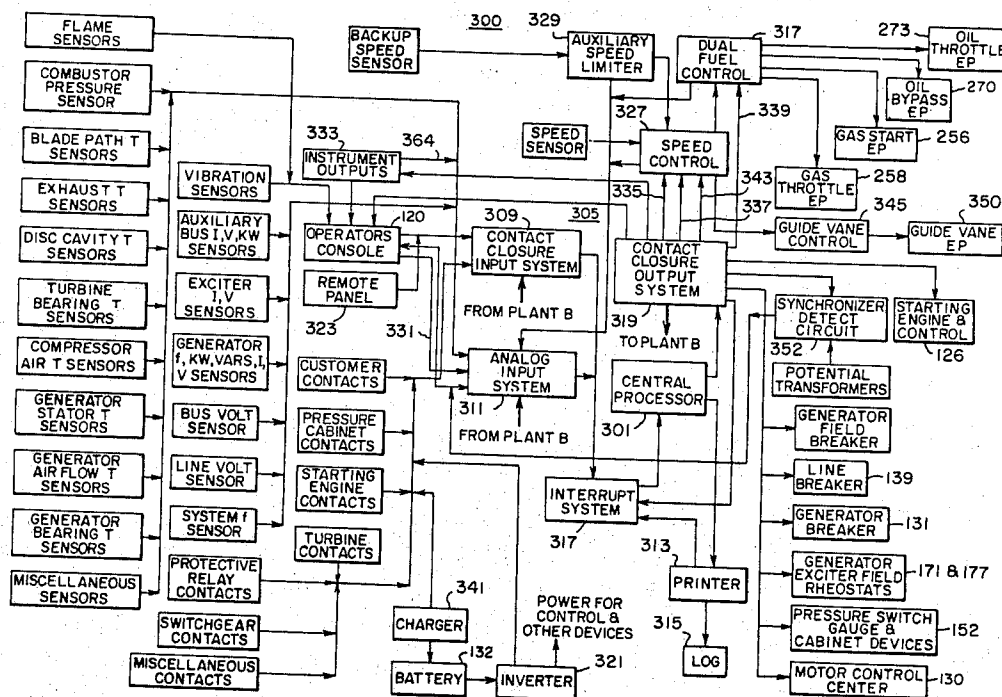 FLAME
SENSORS
COMBUSTOR
PRESSURE
SENSOR
BLADE PATH T
SENSORS
EXHAUST T
SENSORS
DISC CAVITY T
SENSORS
TURBINE
BEARING T
SENSORS
COMPRESSOR
AIR T SENSORS
GENERATOR
STATOR T
SENSORS
GENERATOR
AIR FLOW T
SENSORS
GENERATOR
BEARING T
SENSORS
MISCELLANEOUS
SENSORS
VIBRATION
SENSORS
AUXILIARY
BUS I, V, KW
SENSORS
EXCITER
I, V
SENSORS
GENERATOR
f, KW, VARS, I,
V SENSORS
BUS VOLT
SENSOR
LINE VOLT
SENSOR
SYSTEM f
SENSOR
PROTECTIVE
RELAY CONTACTS
SWITCHGEAR
CONTACTS
MISCELLANEOUS
CONTACTS
BACKUP
SPEED
SENSOR
300
329
AUXILIARY
SPEED
LIMITER
333
INSTRUMENT
OUTPUTS
364
120
OPERATORS
CONSOLE
REMOTE
PANEL
323
331
CUSTOMER
CONTACTS
PRESSURE
CABINET
CONTACTS
STARTING
ENGINE
CONTACTS
TURBINE
CONTACTS
341
CHARGER
132
BATTERY
INVERTER
321
POWER FOR
CONTROL &
OTHER DEVICES
309
305
CONTACT
CLOSURE
INPUT SYSTEM
FROM PLANT B
ANALOG
INPUT
SYSTEM
311
FROM PLANT B
SPEED
SENSOR
327
SPEED
CONTROL
335
337
343
339
DUAL FUEL
CONTROL
317
CONTACT
CLOSURE
OUTPUT
SYSTEM
319
TO PLANT B
CENTRAL
PROCESSOR
301
INTERRUPT
SYSTEM
317
313
PRINTER
315
LOG
273
OIL
THROTTLE
EP
OIL
BYPASS
EP
270
GAS START
EP
256
GAS
THROTTLE
EP
258
345
GUIDE VANE
CONTROL
350
GUIDE VANE
EP
SYNCHRONIZER
DETECT
CIRCUIT
352
STARTING
ENGINE &
CONTROL
126
POTENTIAL
TRANSFORMERS
GENERATOR
FIELD
BREAKER
LINE
BREAKER
139
GENERATOR
BREAKER
131
GENERATOR
EXCITER FIELD
RHEOSTATS
171 & 177
PRESSURE SWITCH
GAUGE &
CABINET DEVICES
152
MOTOR CONTROL
CENTER
130